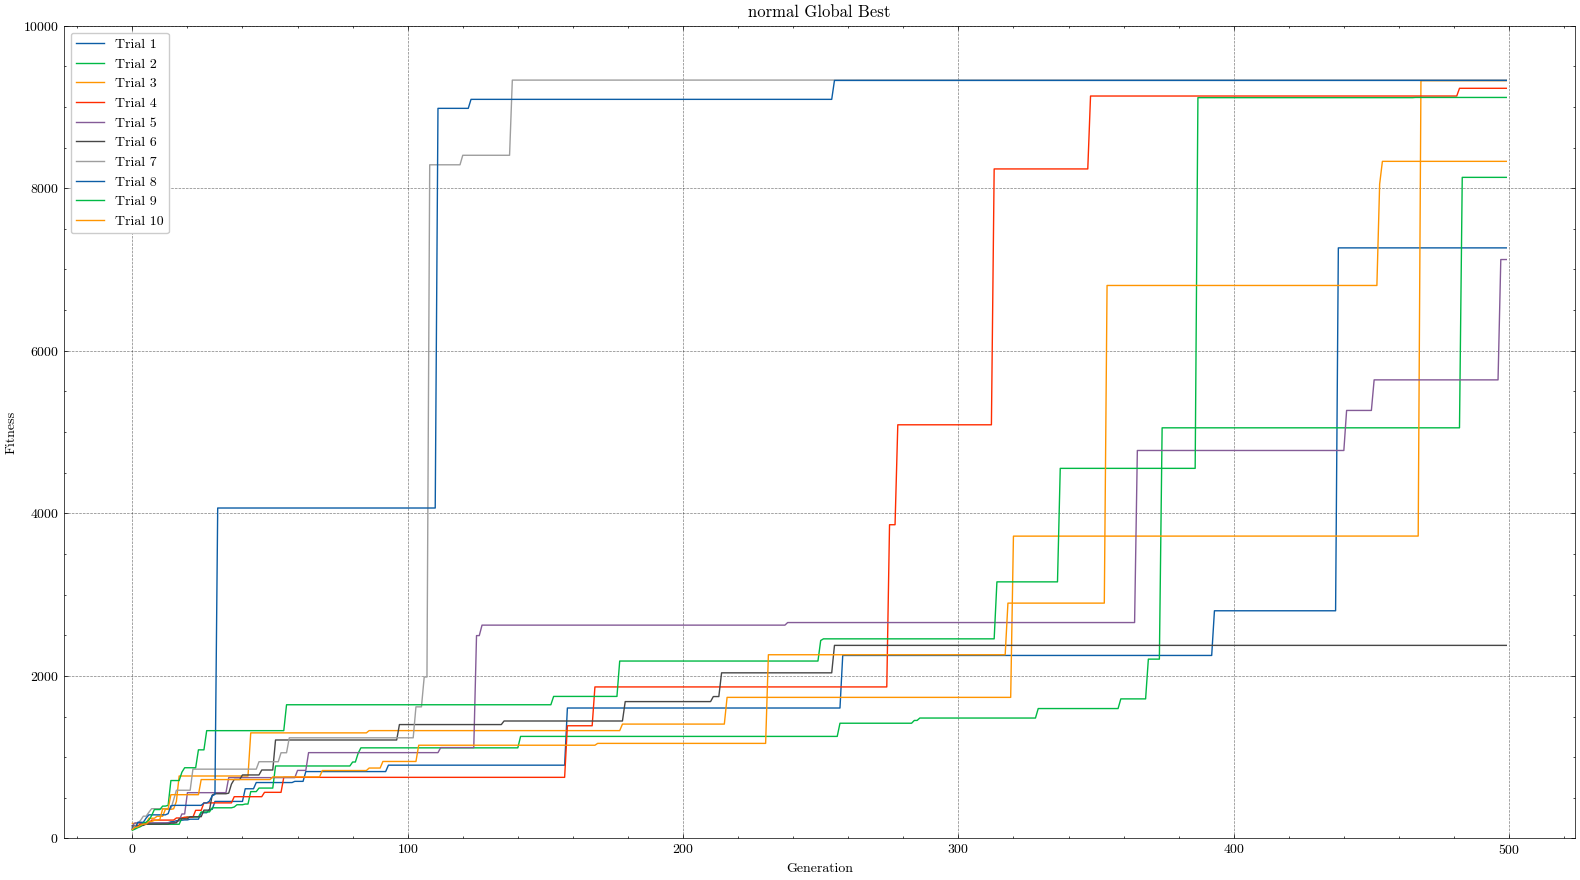 normal Global Best
10000
8000
6000
4000
2000
0
Fitness
Trial 1
Trial 2
Trial 3
Trial 4
Trial 5
Trial 6
Trial 7
Trial 8
Trial 9
Trial 10
0 100 200 300 400 500
Generation